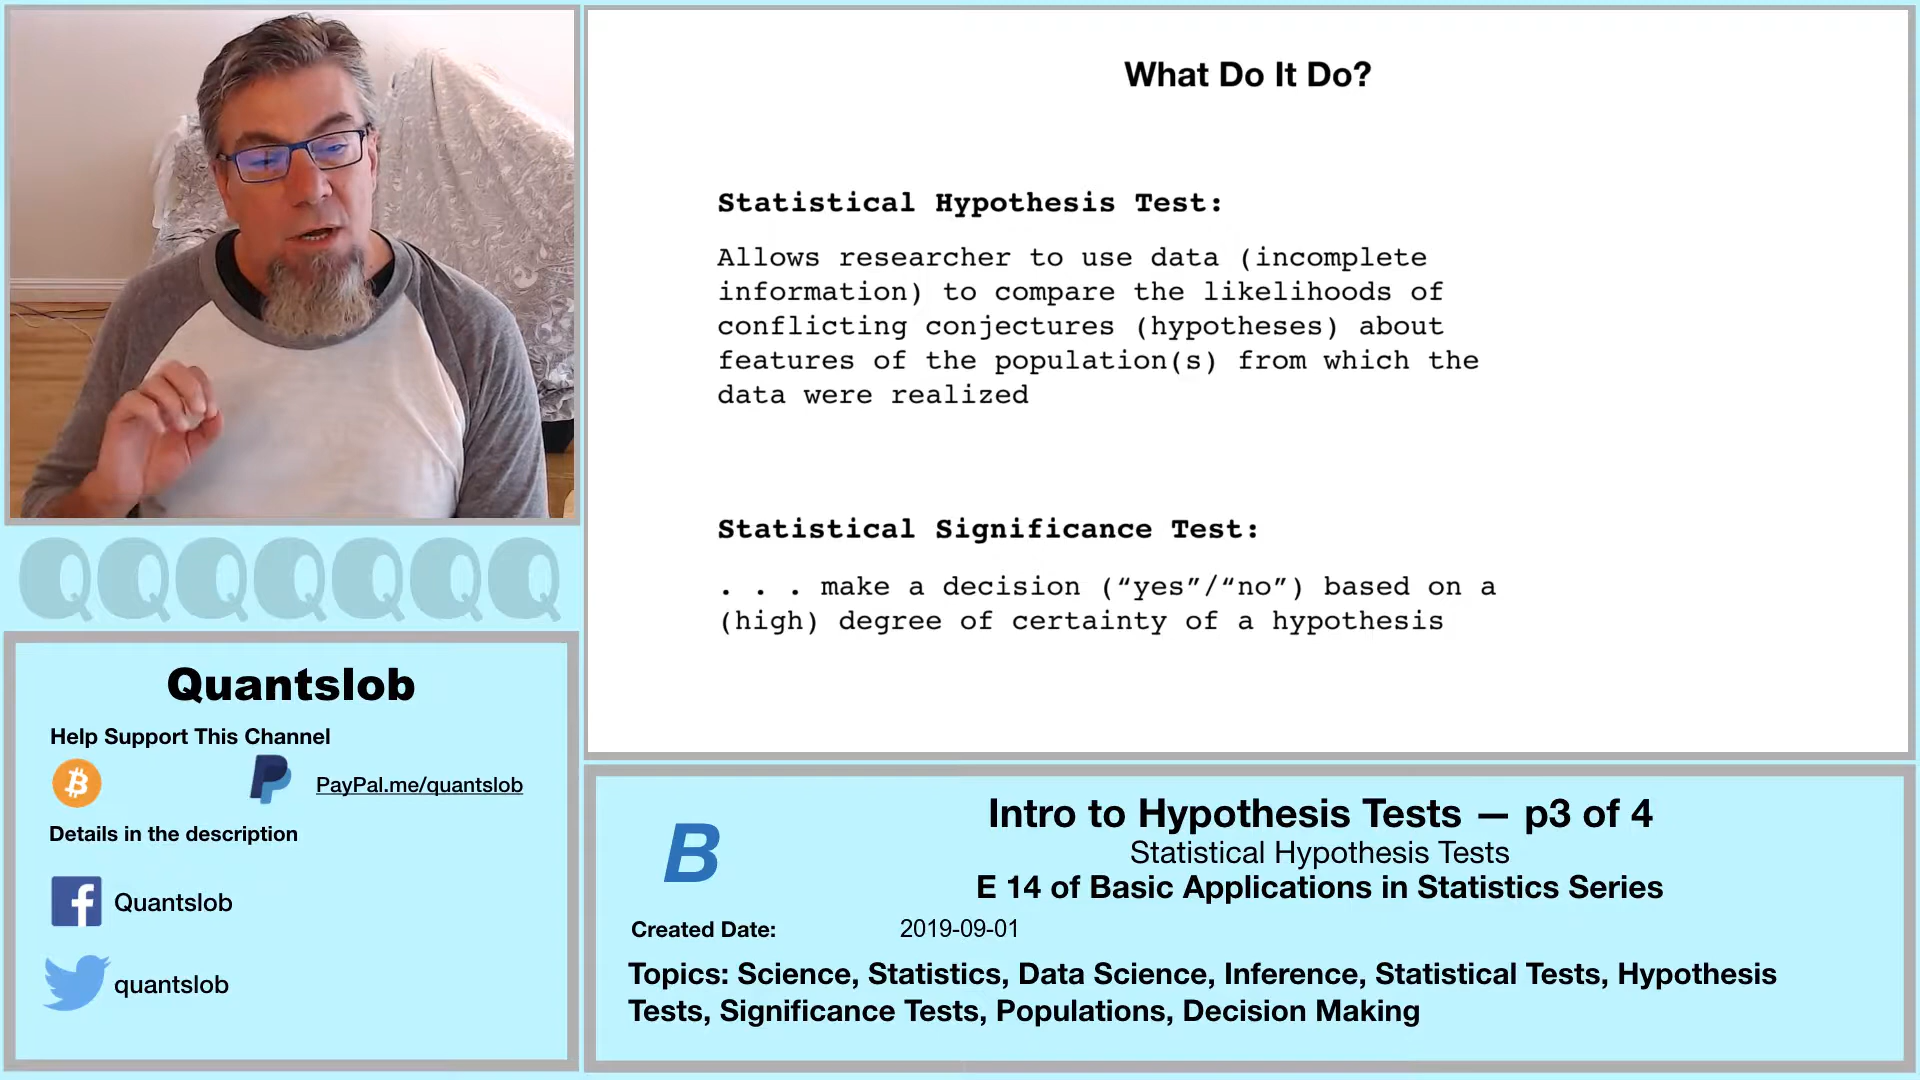 What Do It Do?
Statistical Hypothesis Test:
Allows researcher to use data (incomplete
information) to compare the likelihoods of
conflicting conjectures (hypotheses) about
features of the population(s) from which the
data were realized
Statistical Significance Test:
. . . make a decision (“yes”/“no”) based on a
(high) degree of certainty of a hypothesis
QQQQQQQ
Quantslob
Help Support This Channel
PayPal.me/quantslob
Details in the description
Quantslob
quantslob
B
Intro to Hypothesis Tests — p3 of 4
Statistical Hypothesis Tests
E 14 of Basic Applications in Statistics Series
Created Date: 2019-09-01
Topics: Science, Statistics, Data Science, Inference, Statistical Tests, Hypothesis
Tests, Significance Tests, Populations, Decision Making